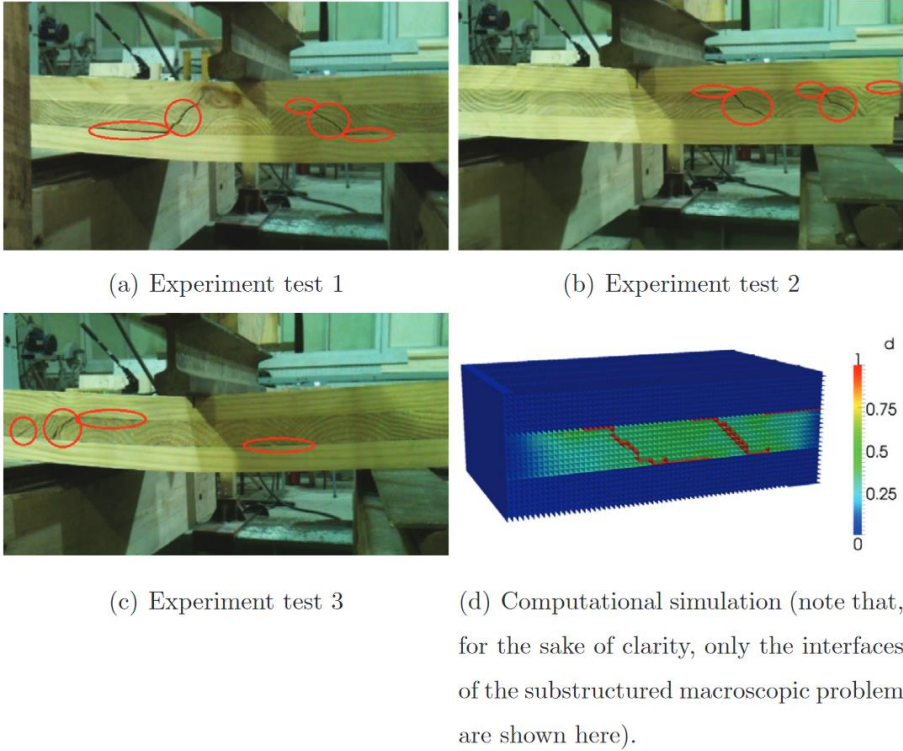 (a) Experiment test 1
(b) Experiment test 2
d
1
0.75
0.5
0.25
0
(c) Experiment test 3
(d) Computational simulation (note that,
for the sake of clarity, only the interfaces
of the substructured macroscopic problem
are shown here).